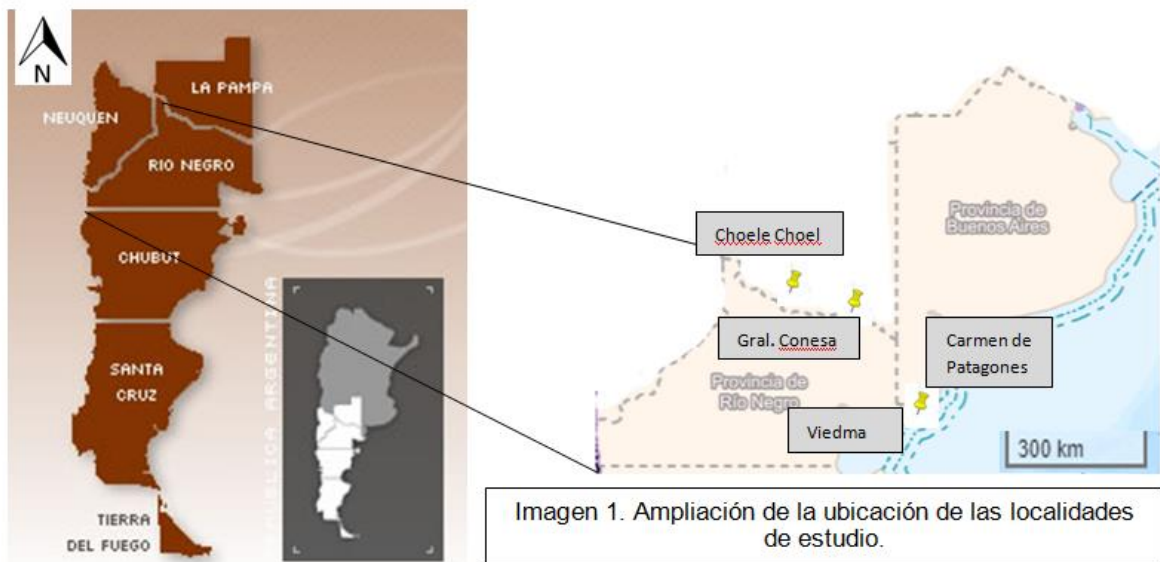 N
LA PAMPA
NEUQUEN
RIO NEGRO
CHUBUT
SANTA
CRUZ
TIERRA
DEL FUEGO
REPUBLICA ARGENTINA
Choele Choel
Provincia de
Buenos Aires
Gral. Conesa
Carmen de
Patagones
Provincia de
Río Negro
Viedma
300 km
Imagen 1. Ampliación de la ubicación de las localidades
de estudio.